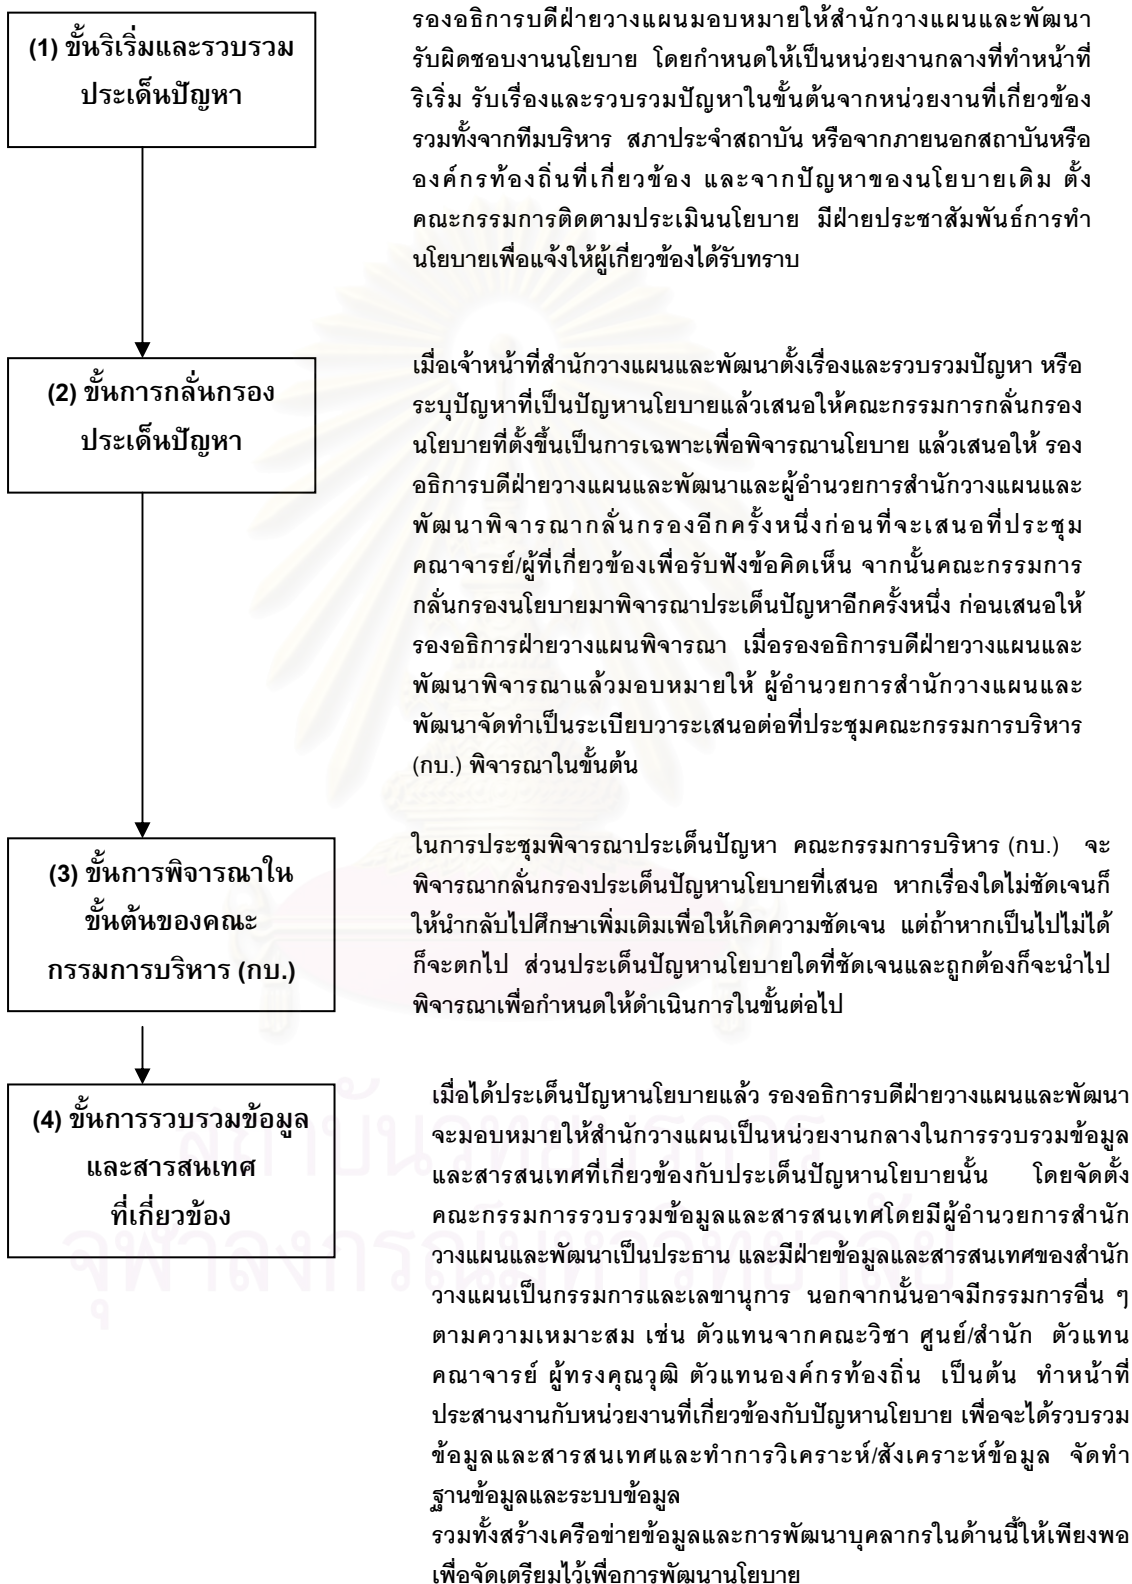 (1) ขั้นริเริ่มและรวบรวม
ประเด็นปัญหา
รองอธิการบดีฝ่ายวางแผนมอบหมายให้สำนักวางแผนและพัฒนา
รับผิดชอบงานนโยบาย โดยกำหนดให้เป็นหน่วยงานกลางที่ทำหน้าที่
ริเริ่ม รับเรื่องและรวบรวมปัญหาในขั้นต้นจากหน่วยงานที่เกี่ยวข้อง
รวมทั้งจากทีมบริหาร สภาประจำสถาบัน หรือจากภายนอกสถาบันหรือ
องค์กรท้องถิ่นที่เกี่ยวข้อง และจากปัญหาของนโยบายเดิม ตั้ง
คณะกรรมการติดตามประเมินนโยบาย มีฝ่ายประชาสัมพันธ์การทำ
นโยบายเพื่อแจ้งให้ผู้เกี่ยวข้องได้รับทราบ
(2) ขั้นการกลั่นกรอง
ประเด็นปัญหา
เมื่อเจ้าหน้าที่สำนักวางแผนและพัฒนาตั้งเรื่องและรวบรวมปัญหา หรือ
ระบุปัญหาที่เป็นปัญหานโยบายแล้วเสนอให้คณะกรรมการกลั่นกรอง
นโยบายที่ตั้งขึ้นเป็นการเฉพาะเพื่อพิจารณานโยบาย แล้วเสนอให้ รอง
อธิการบดีฝ่ายวางแผนและพัฒนาและผู้อำนวยการสำนักวางแผนและ
พัฒนาพิจารณากลั่นกรองอีกครั้งหนึ่งก่อนที่จะเสนอที่ประชุม
คณาจารย์/ผู้ที่เกี่ยวข้องเพื่อรับฟังข้อคิดเห็น จากนั้นคณะกรรมการ
กลั่นกรองนโยบายมาพิจารณาประเด็นปัญหาอีกครั้งหนึ่ง ก่อนเสนอให้
รองอธิการฝ่ายวางแผนพิจารณา เมื่อรองอธิการบดีฝ่ายวางแผนและ
พัฒนาพิจารณาแล้วมอบหมายให้ ผู้อำนวยการสำนักวางแผนและ
พัฒนาจัดทำเป็นระเบียบวาระเสนอต่อที่ประชุมคณะกรรมการบริหาร
(กบ.) พิจารณาในขั้นต้น
(3) ขั้นการพิจารณาใน
ขั้นต้นของคณะ
กรรมการบริหาร (กบ.)
ในการประชุมพิจารณาประเด็นปัญหา คณะกรรมการบริหาร (กบ.) จะ
พิจารณากลั่นกรองประเด็นปัญหานโยบายที่เสนอ หากเรื่องใดไม่ชัดเจนก็
ให้นำกลับไปศึกษาเพิ่มเติมเพื่อให้เกิดความชัดเจน แต่ถ้าหากเป็นไปไม่ได้
ก็จะตกไป ส่วนประเด็นปัญหานโยบายใดที่ชัดเจนและถูกต้องก็จะนำไป
พิจารณาเพื่อกำหนดให้ดำเนินการในขั้นต่อไป
(4) ขั้นการรวบรวมข้อมูล
และสารสนเทศ
ที่เกี่ยวข้อง
เมื่อได้ประเด็นปัญหานโยบายแล้ว รองอธิการบดีฝ่ายวางแผนและพัฒนา
จะมอบหมายให้สำนักวางแผนเป็นหน่วยงานกลางในการรวบรวมข้อมูล
และสารสนเทศที่เกี่ยวข้องกับประเด็นปัญหานโยบายนั้น โดยจัดตั้ง
คณะกรรมการรวบรวมข้อมูลและสารสนเทศโดยมีผู้อำนวยการสำนัก
วางแผนและพัฒนาเป็นประธาน และมีฝ่ายข้อมูลและสารสนเทศของสำนัก
วางแผนเป็นกรรมการและเลขานุการ นอกจากนั้นอาจมีกรรมการอื่น ๆ
ตามความเหมาะสม เช่น ตัวแทนจากคณะวิชา ศูนย์/สำนัก ตัวแทน
คณาจารย์ ผู้ทรงคุณวุฒิ ตัวแทนองค์กรท้องถิ่น เป็นต้น ทำหน้าที่
ประสานงานกับหน่วยงานที่เกี่ยวข้องกับปัญหานโยบาย เพื่อจะได้รวบรวม
ข้อมูลและสารสนเทศและทำการวิเคราะห์/สังเคราะห์ข้อมูล จัดทำ
ฐานข้อมูลและระบบข้อมูล
รวมทั้งสร้างเครือข่ายข้อมูลและการพัฒนาบุคลากรในด้านนี้ให้เพียงพอ
เพื่อจัดเตรียมไว้เพื่อการพัฒนานโยบาย
สถาบันวิทยบริการ
จุฬาลงกรณ์มหาวิทยาลัย